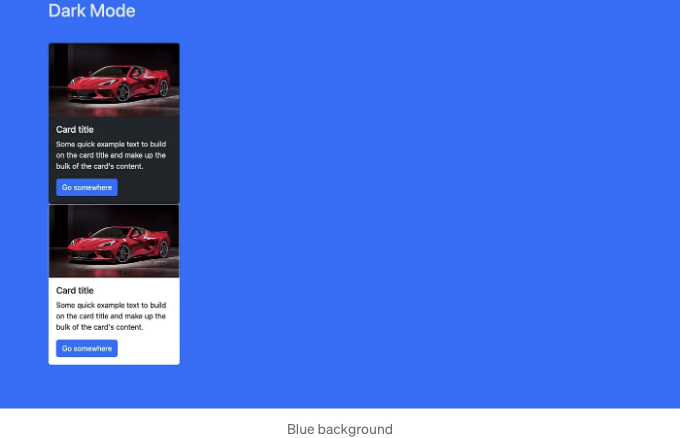 Dark Mode
Card title
Some quick example text to build
on the card title and make up the
bulk of the card's content.
Go somewhere
Card title
Some quick example text to build
on the card title and make up the
bulk of the card's content.
Go somewhere
Blue background